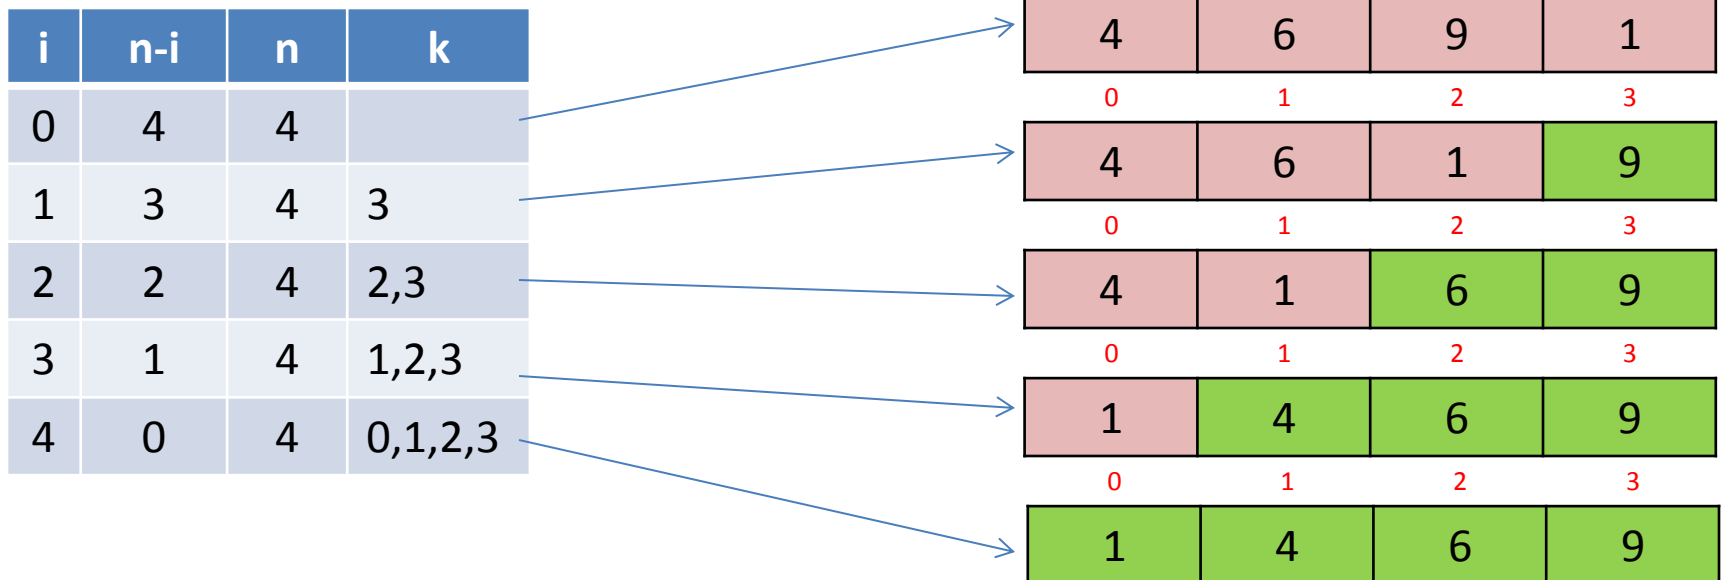 i n-i n k
0 4 4
1 3 4 3
2 2 4 2,3
3 1 4 1,2,3
4 0 4 0,1,2,3
4 6 9 1
0 1 2 3
4 6 1 9
0 1 2 3
4 1 6 9
0 1 2 3
1 4 6 9
0 1 2 3
1 4 6 9